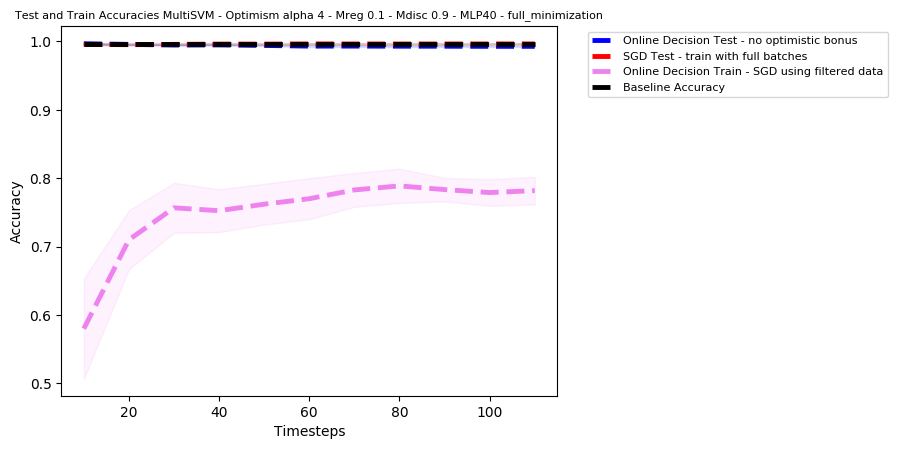 Test and Train Accuracies MultiSVM - Optimism alpha 4 - Mreg 0.1 - Mdisc 0.9 - MLP40 - full_minimization
Online Decision Test - no optimistic bonus
SGD Test - train with full batches
Online Decision Train - SGD using filtered data
Baseline Accuracy
Accuracy
1.0
0.9
0.8
0.7
0.6
0.5
20 40 60 80 100
Timesteps